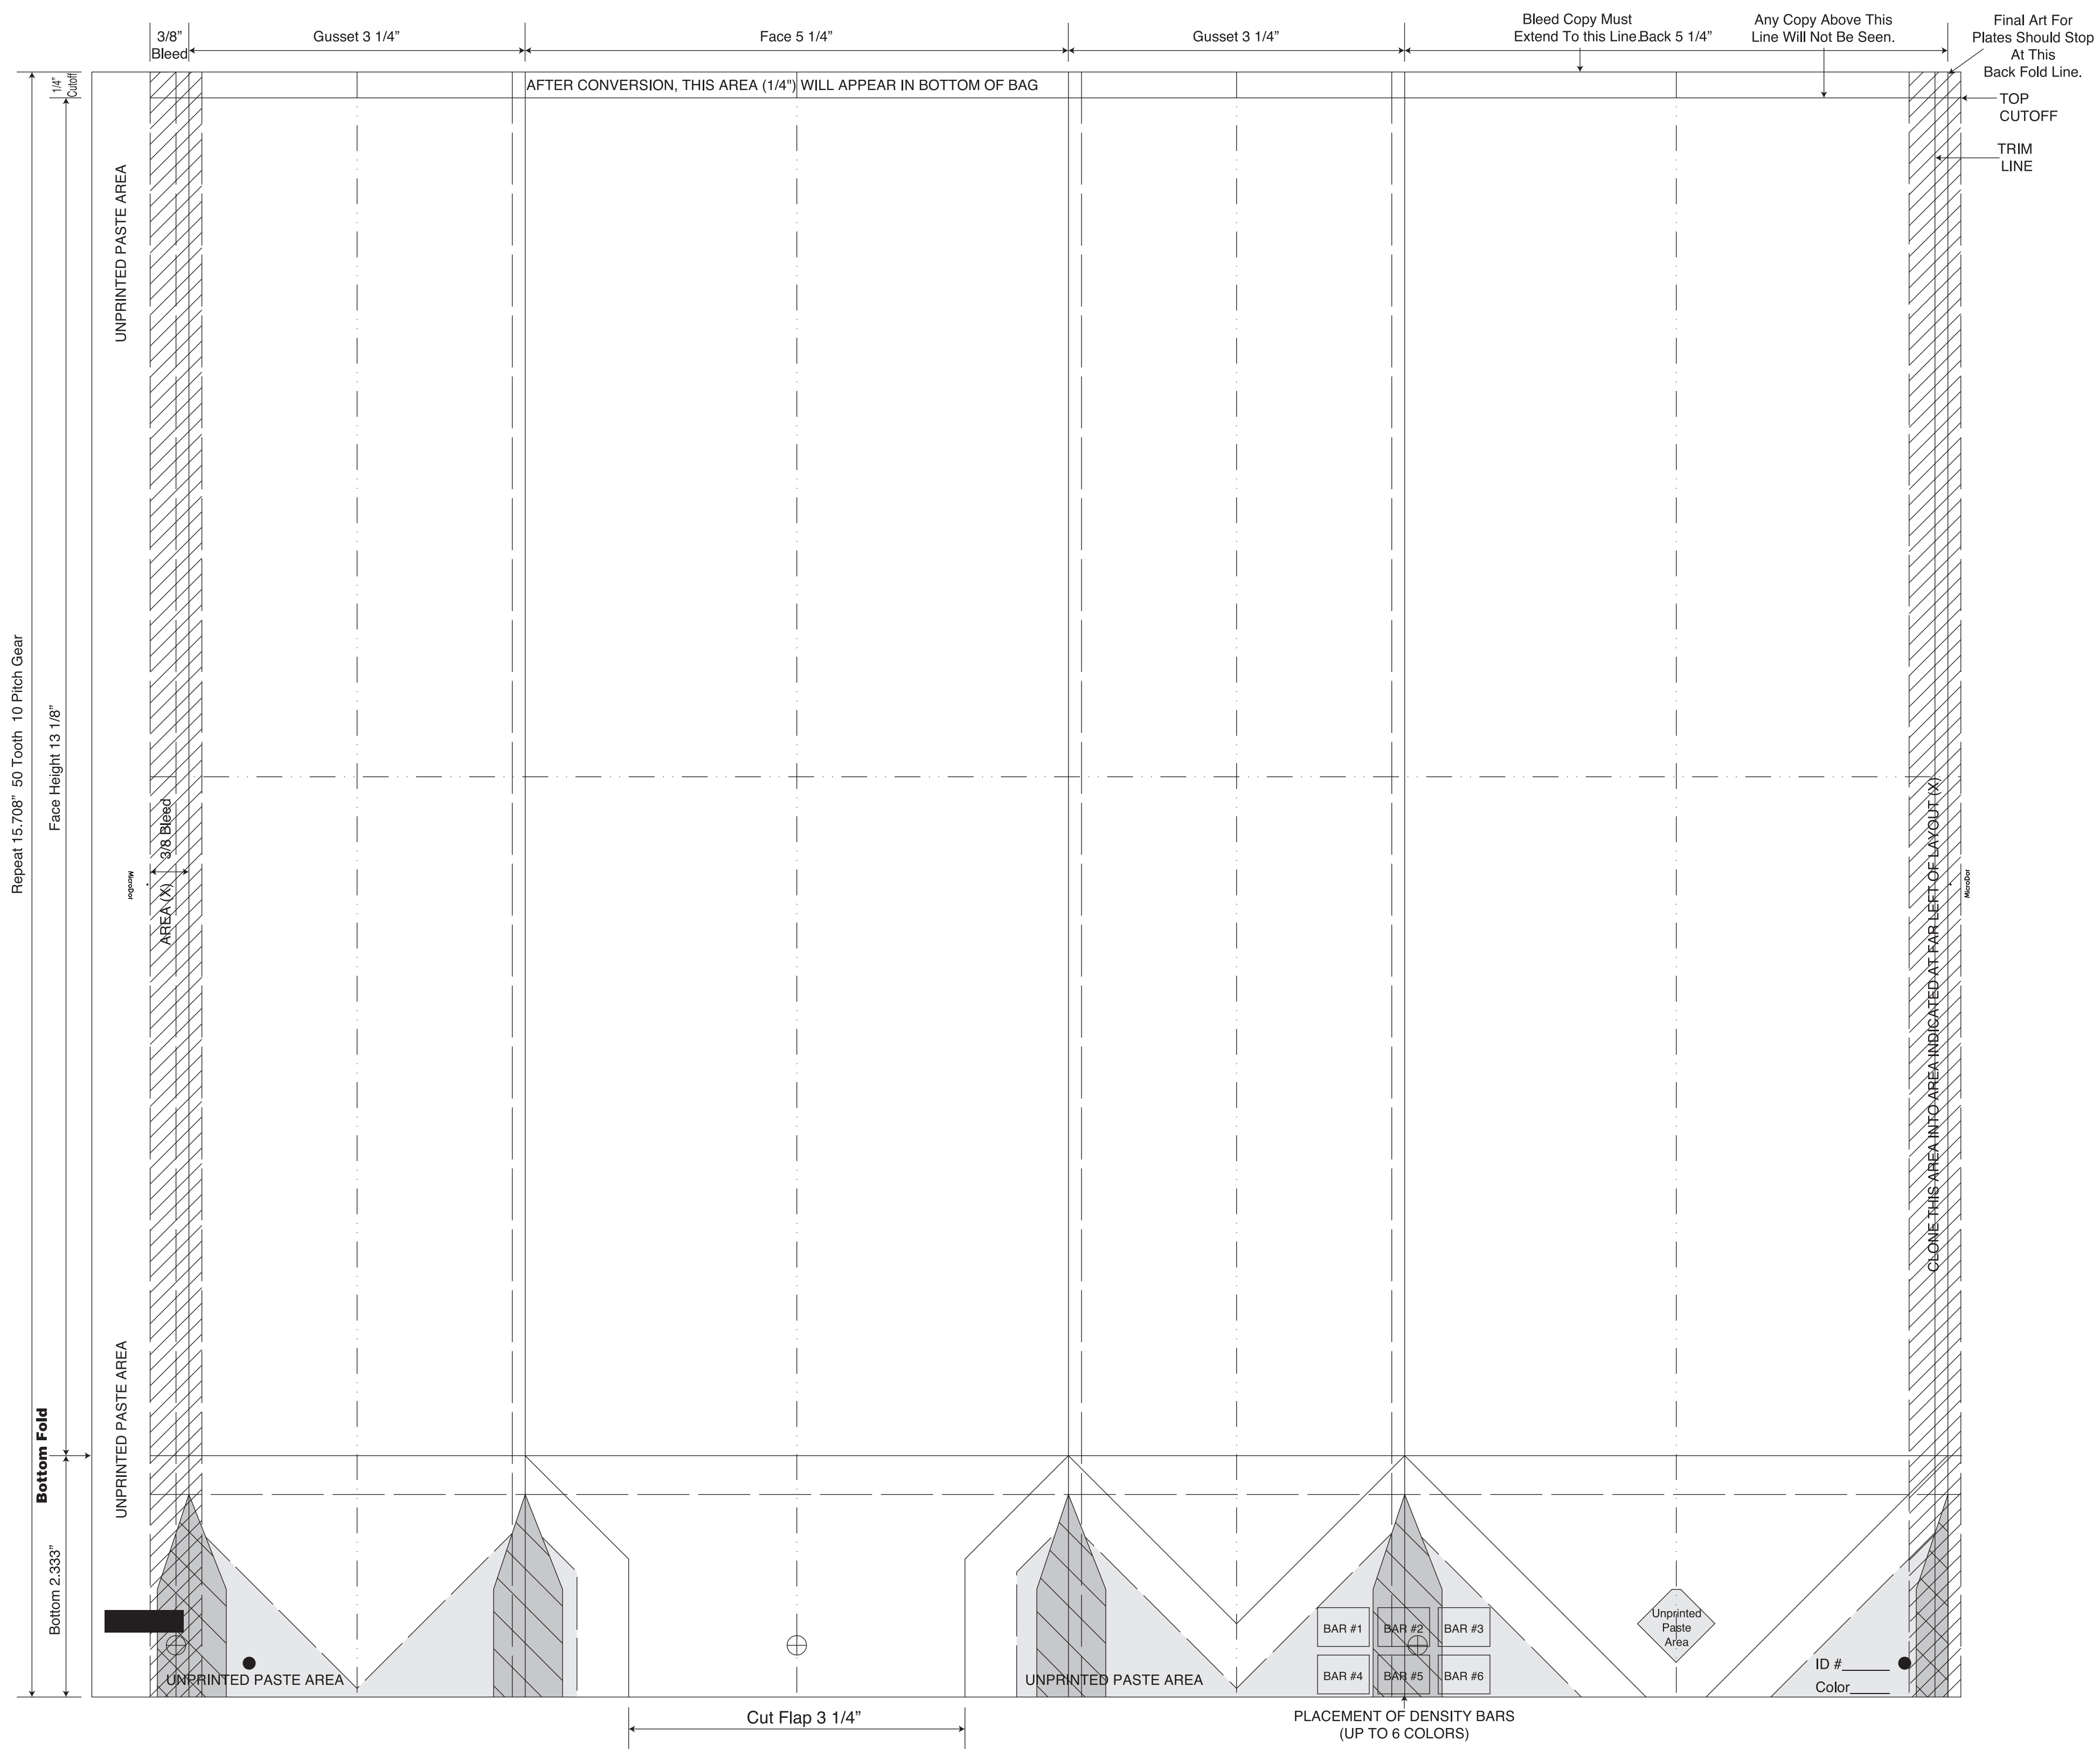 3/8”
Bleed
Gusset 3 1/4”
Face 5 1/4”
Gusset 3 1/4”
Bleed Copy Must
Extend To this Line.
Back 5 1/4”
Any Copy Above This
Line Will Not Be Seen.
Final Art For
Plates Should Stop
At This
Back Fold Line.
1/4”
Cutoff
AFTER CONVERSION, THIS AREA (1/4") WILL APPEAR IN BOTTOM OF BAG
TOP
CUTOFF
TRIM
LINE
UNPRINTED PASTE AREA
Repeat 15.708”  50 Tooth  10 Pitch Gear
Face Height 13 1/8”
AREA (X)
3/8 Bleed
MicroDot
MicroDot
CLONE THIS AREA INTO AREA INDICATED AT FAR LEFT OF LAYOUT (X)
UNPRINTED PASTE AREA
Bottom Fold
Bottom 2.333”
UNPRINTED PASTE AREA
UNPRINTED PASTE AREA
BAR #1
BAR #2
BAR #3
BAR #4
BAR #5
BAR #6
Unprinted
Paste
Area
ID #______
Color_____
Cut Flap 3 1/4”
PLACEMENT OF DENSITY BARS
(UP TO 6 COLORS)